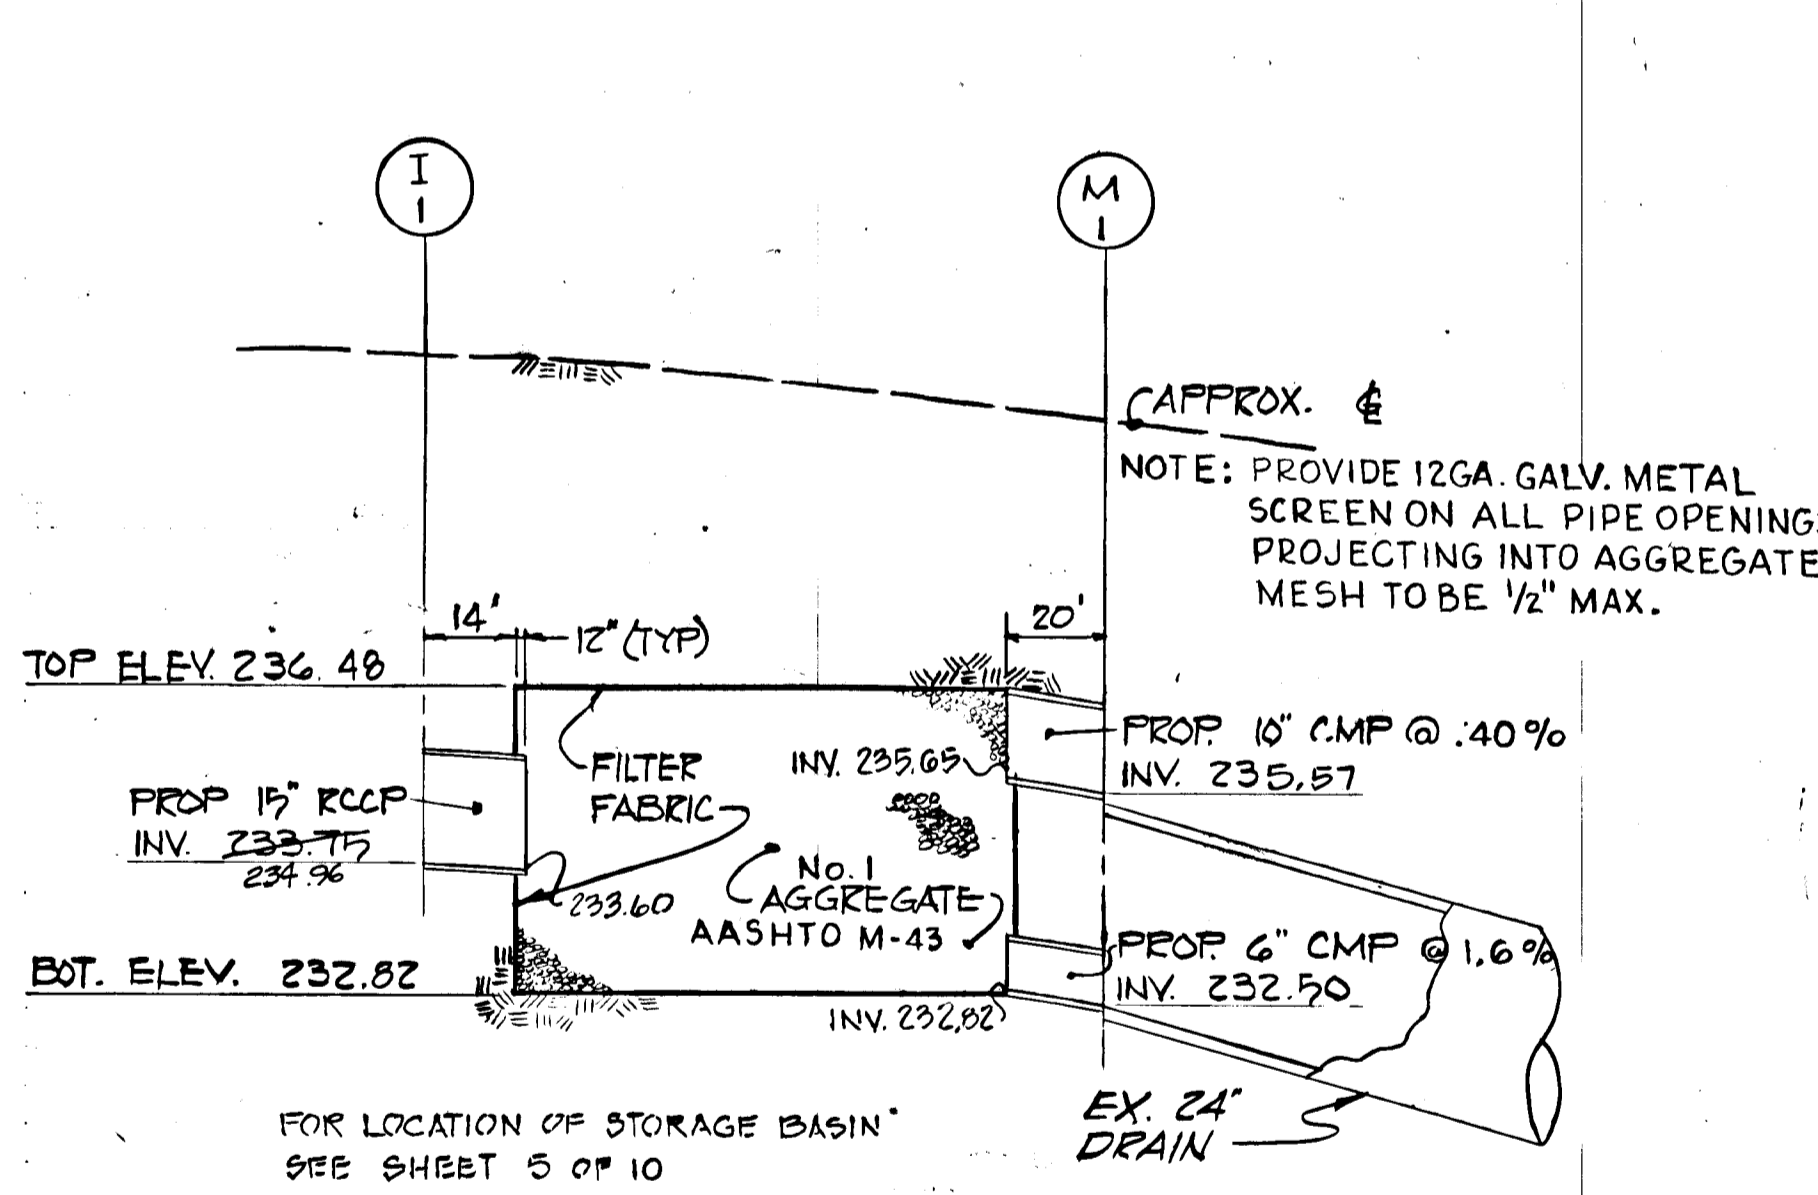 I
1
M
1
APPROX. ℄
NOTE: PROVIDE 12GA. GALV. METAL
SCREEN ON ALL PIPE OPENING
PROJECTING INTO AGGREGATE
MESH TO BE 1/2" MAX.
14'
12" (TYP)
20'
TOP ELEV. 236.48
PROP. 10" CMP @ .40%
INV. 235.57
FILTER
FABRIC
INV. 235.65
PROP 15" RCCP
INV. 233.75
234.96
233.60
No. 1
AGGREGATE
AASHTO M-43
PROP. 6" CMP @ 1.6%
INV. 232.50
BOT. ELEV. 232.82
INV. 232.82
FOR LOCATION OF STORAGE BASIN
SEE SHEET 5 OF 10
EX. 24"
DRAIN